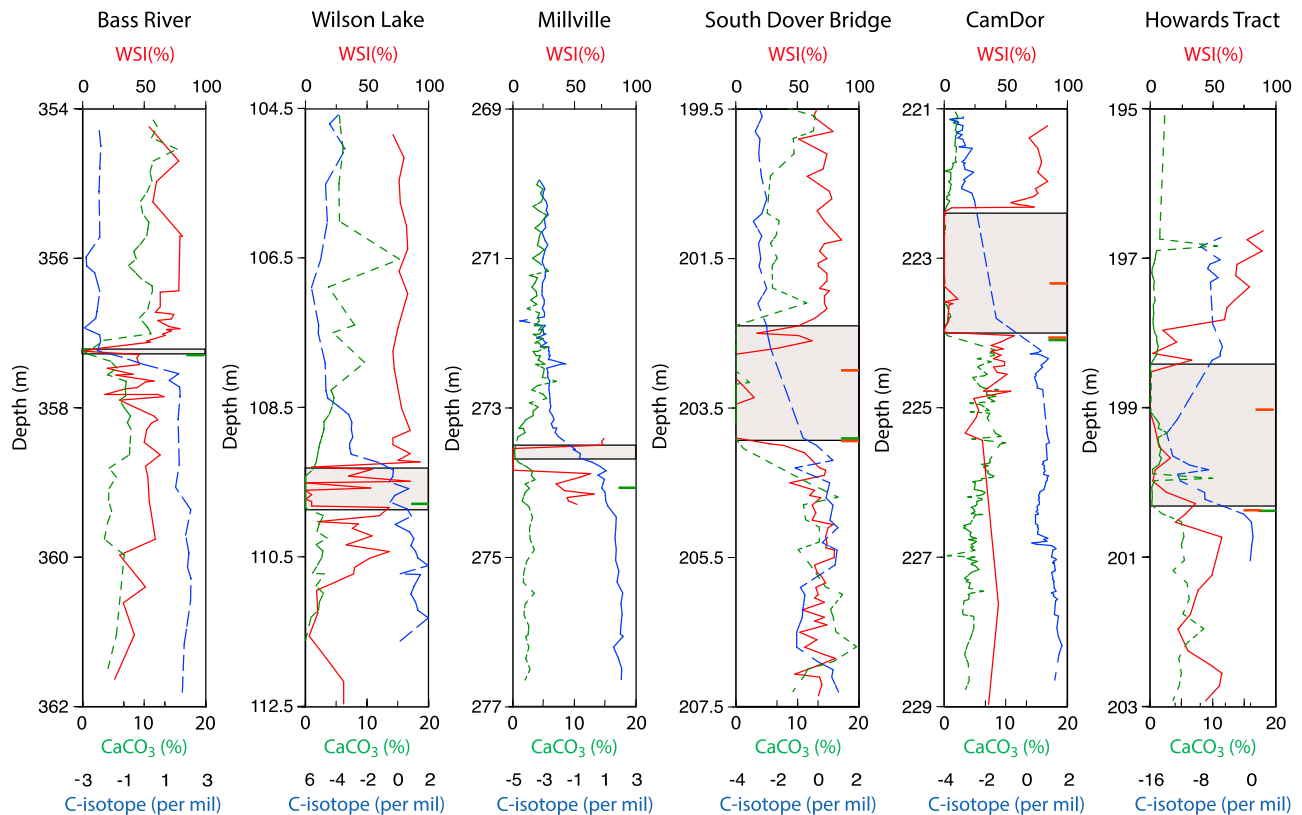 Bass River
WSI(%)
0 50 100
354
356
358
360
362
Depth (m)
0 10 20
CaCO3 (%)
-3 -1 1 3
C-isotope (per mil)
Wilson Lake
WSI(%)
0 50 100
104.5
106.5
108.5
110.5
112.5
Depth (m)
0 10 20
CaCO3 (%)
6 -4 -2 0 2
C-isotope (per mil)
Millville
WSI(%)
0 50 100
269
271
273
275
277
Depth (m)
0 10 20
CaCO3 (%)
-5 -3 -1 1 3
C-isotope (per mil)
South Dover Bridge
WSI(%)
0 50 100
199.5
201.5
203.5
205.5
207.5
Depth (m)
0 10 20
CaCO3 (%)
-4 -2 0 2
C-isotope (per mil)
CamDor
WSI(%)
0 50 100
221
223
225
227
229
Depth (m)
0 10 20
CaCO3 (%)
-4 -2 0 2
C-isotope (per mil)
Howards Tract
WSI(%)
0 50 100
195
197
199
201
203
Depth (m)
0 10 20
CaCO3 (%)
-16 -8 0
C-isotope (per mil)